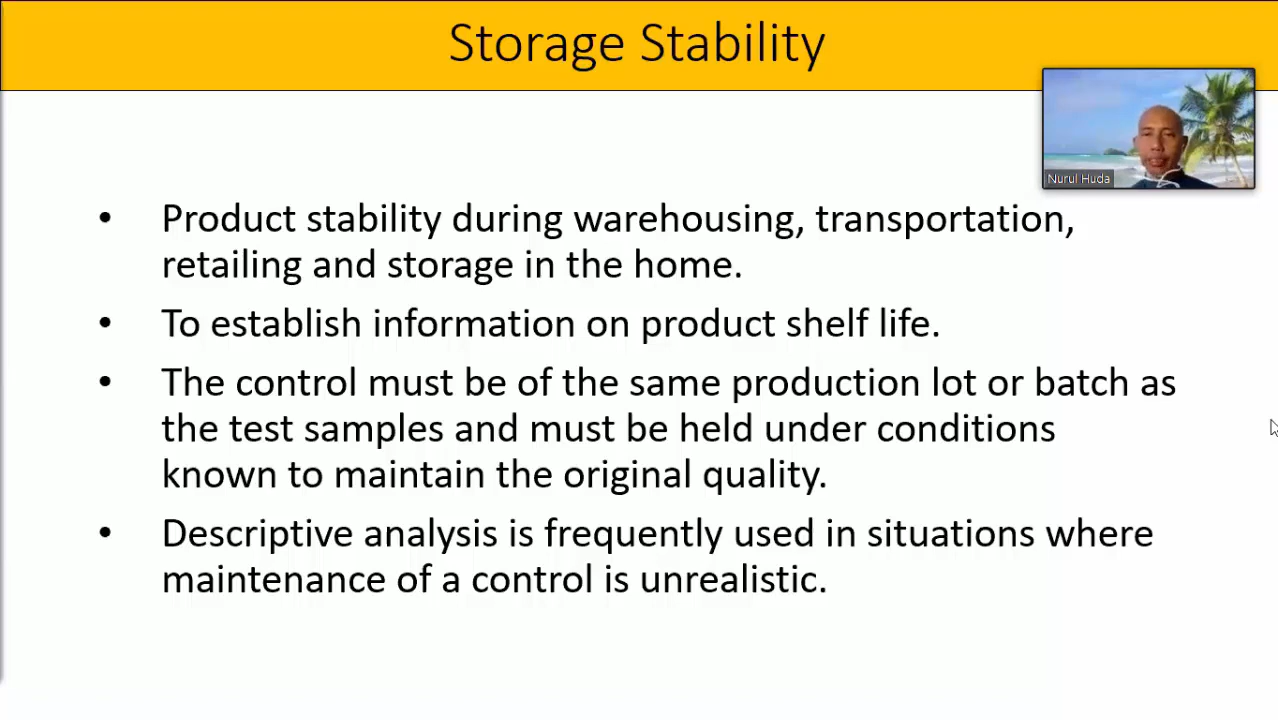 Storage Stability
Nurul Huda
• Product stability during warehousing, transportation,
retailing and storage in the home.
• To establish information on product shelf life.
• The control must be of the same production lot or batch as
the test samples and must be held under conditions
known to maintain the original quality.
• Descriptive analysis is frequently used in situations where
maintenance of a control is unrealistic.